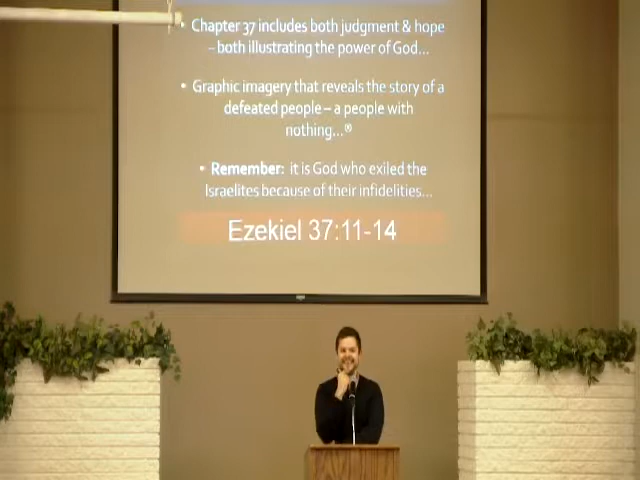 • Chapter 37 includes both judgment & hope
– both illustrating the power of God...
• Graphic imagery that reveals the story of a
defeated people – a people with
nothing...®
• Remember: it is God who exiled the
Israelites because of their infidelities...
Ezekiel 37:11-14